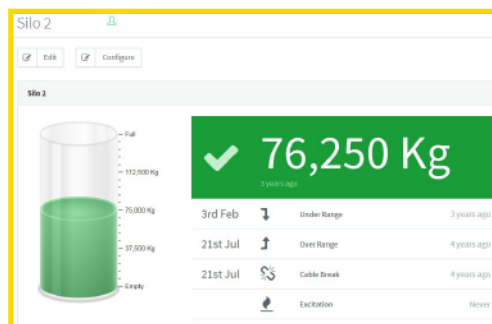 Silo 2
Edit Configure
Silo 2
Full
112,500 Kg
75,000 Kg
37,500 Kg
Empty
76,250 Kg
3 years ago
3rd Feb Under Range 3 years ago
21st Jul Over Range 4 years ago
21st Jul Cable Break 4 years ago
Excitation Never